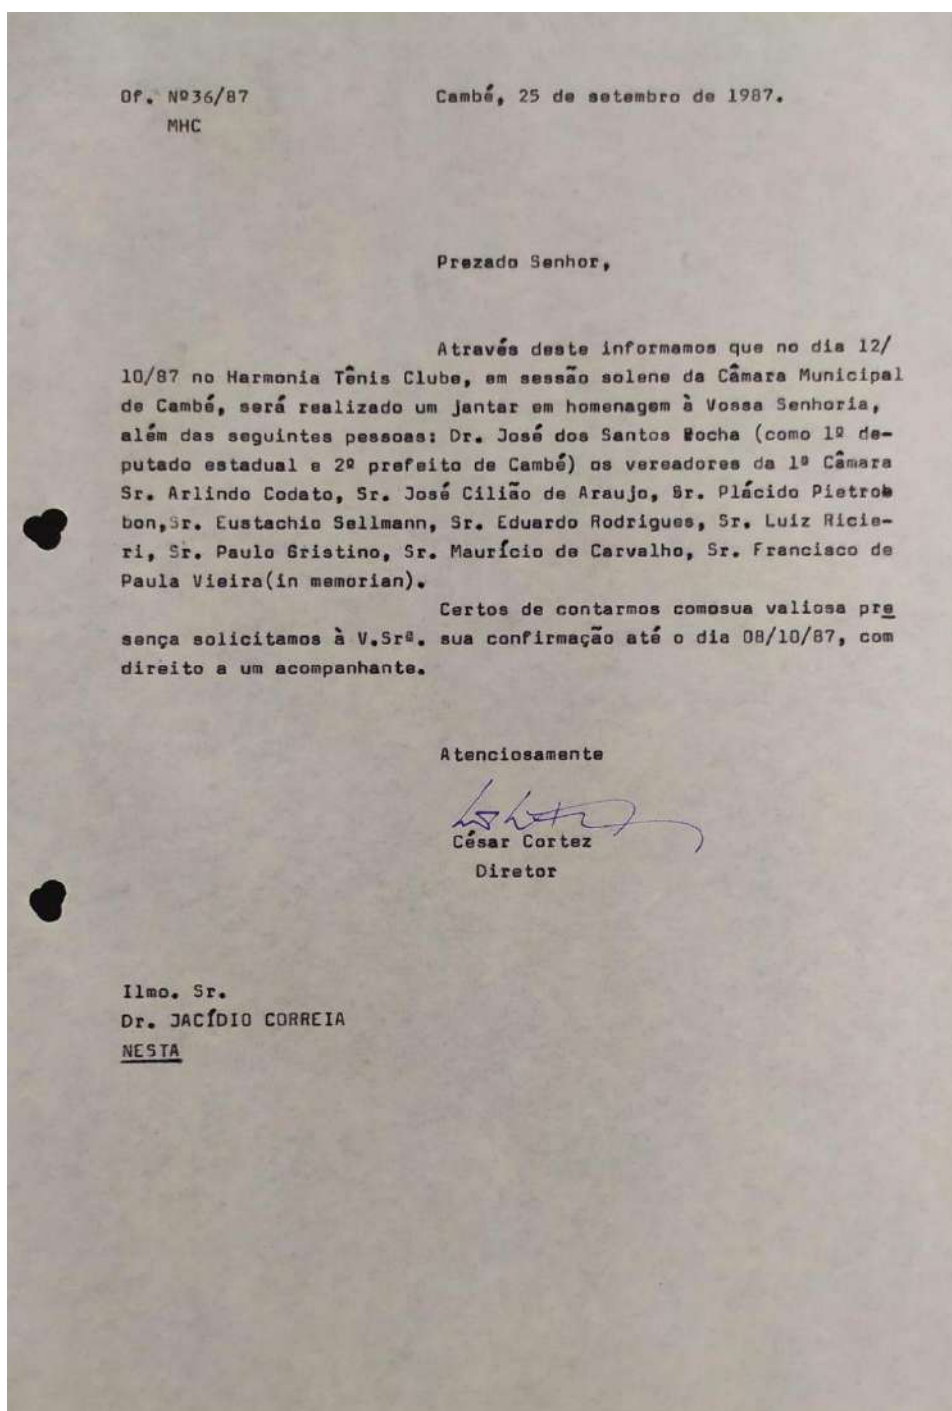 Of. Nº36/87 Cambé, 25 de setembro de 1987.
MHC
Prezado Senhor,
Através deste informamos que no dia 12/
10/87 no Harmonia Tênis Clube, em sessão solene da Câmara Municipal
de Cambé, será realizado um jantar em homenagem à Vossa Senhoria,
além das seguintes pessoas: Dr. José dos Santos Rocha (como 1º de-
putado estadual e 2º prefeito de Cambé) os vereadores da 1ª Câmara
Sr. Arlindo Codato, Sr. José Cilião de Araujo, Sr. Plácido Pietrob
bon,Sr. Eustachio Sellmann, Sr. Eduardo Rodrigues, Sr. Luiz Ricie-
ri, Sr. Paulo Gristino, Sr. Maurício de Carvalho, Sr. Francisco de
Paula Vieira(in memorian).
Certos de contarmos comosua valiosa pre
sença solicitamos à V.Srª. sua confirmação até o dia 08/10/87, com
direito a um acompanhante.
Atenciosamente
César Cortez
Diretor
Ilmo. Sr.
Dr. JACÍDIO CORREIA
NESTA